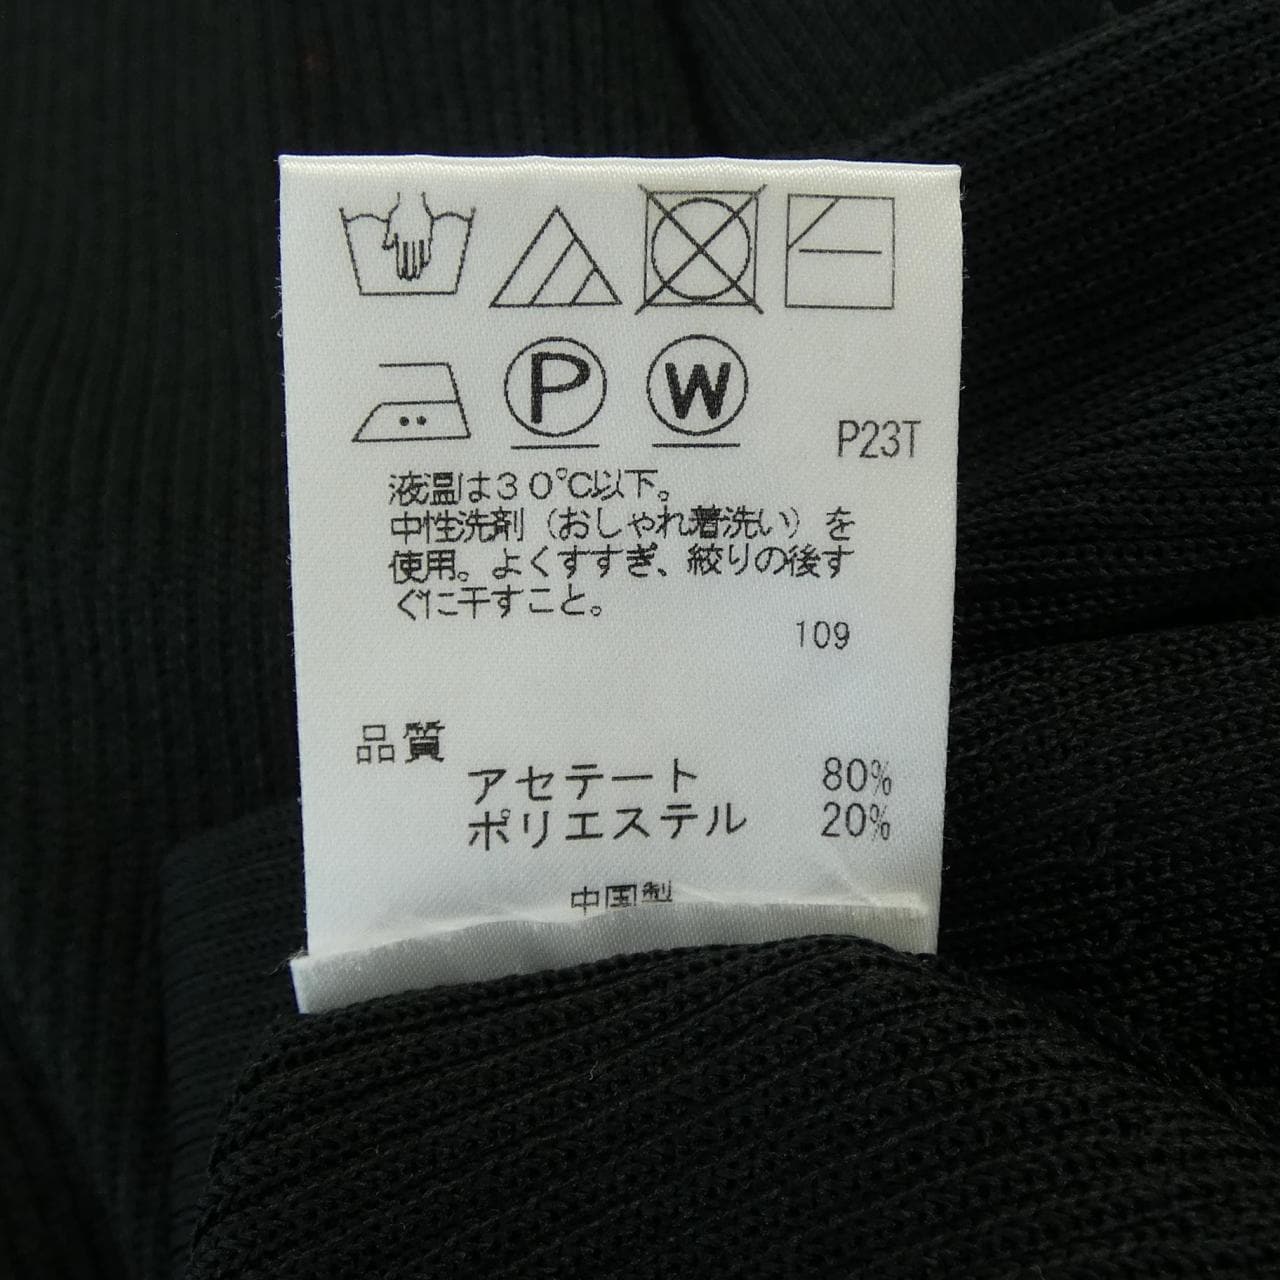 P
W
P23T
液温は30℃以下。
中性洗剤（おしゃれ着洗い）を
使用。よくすすぎ、絞りの後す
ぐに干すこと。
109
品質
アセテート 80%
ポリエステル 20%
中国製